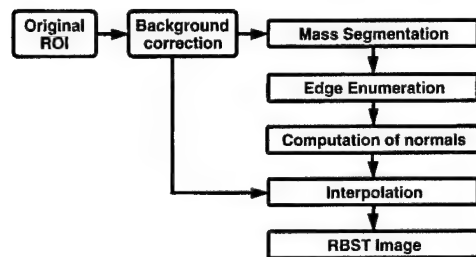 Original
ROI
Background
correction
Mass Segmentation
Edge Enumeration
Computation of normals
Interpolation
RBST Image